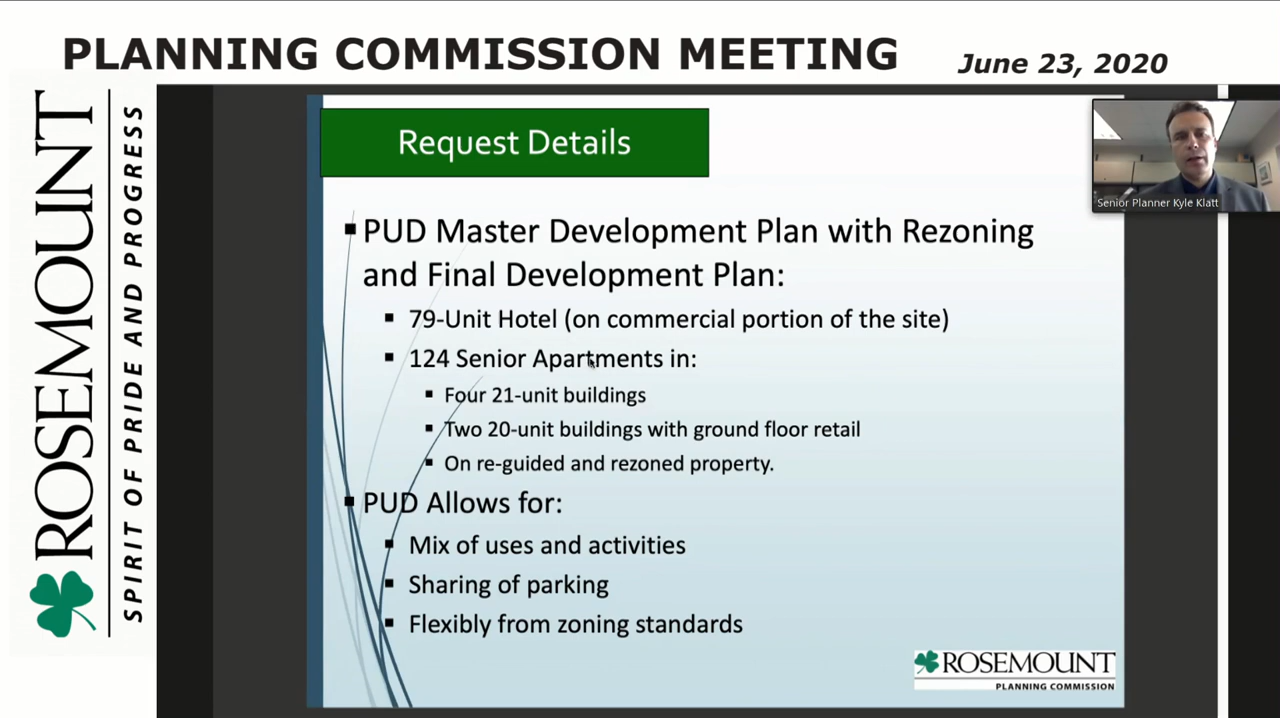 PLANNING COMMISSION MEETING
June 23, 2020
ROSEMOUNT
SPIRIT OF PRIDE AND PROGRESS
Request Details
Senior Planner Kyle Klatt
PUD Master Development Plan with Rezoning
and Final Development Plan:
79-Unit Hotel (on commercial portion of the site)
124 Senior Apartments in:
Four 21-unit buildings
Two 20-unit buildings with ground floor retail
On re-guided and rezoned property.
PUD Allows for:
Mix of uses and activities
Sharing of parking
Flexibly from zoning standards
ROSEMOUNT
PLANNING COMMISSION